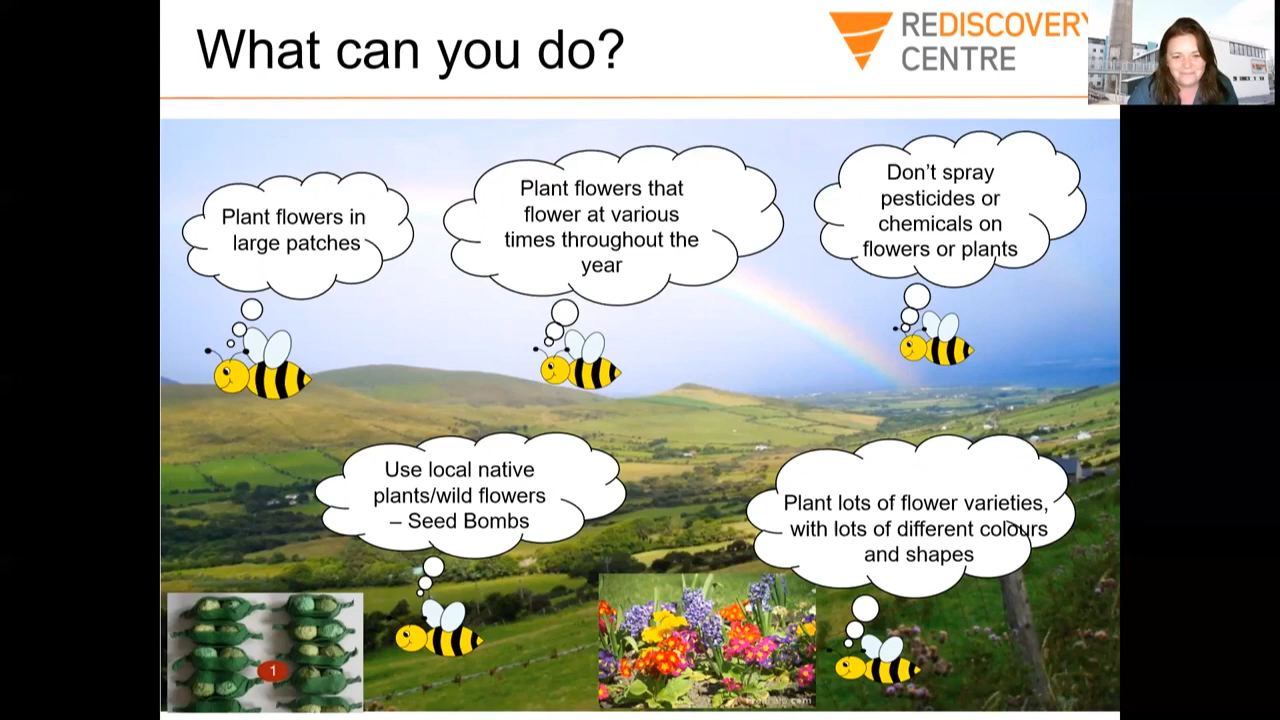 What can you do?
REDISCOVERY
CENTRE
Plant flowers in
large patches
Plant flowers that
flower at various
times throughout the
year
Don’t spray
pesticides or
chemicals on
flowers or plants
Use local native
plants/wild flowers
– Seed Bombs
Plant lots of flower varieties,
with lots of different colours
and shapes
1